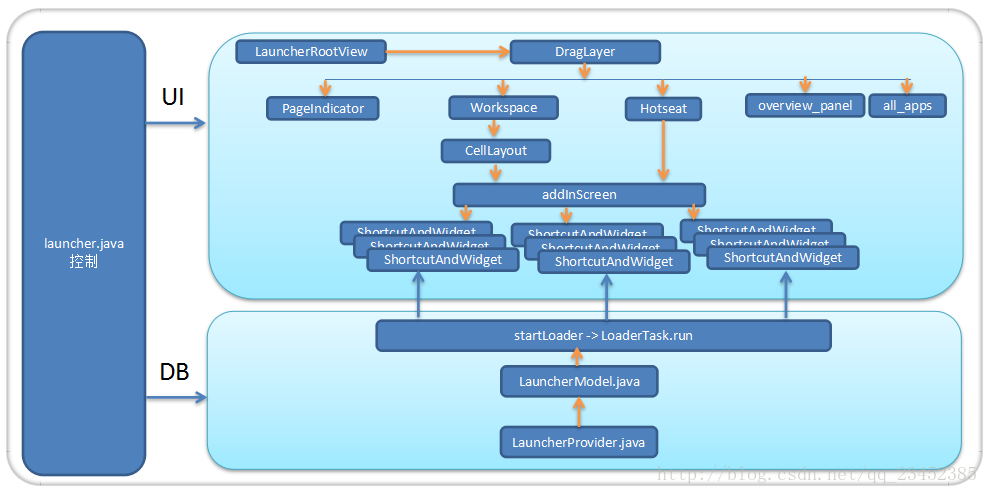 launcher.java
控制
UI
DB
LauncherRootView
DragLayer
PageIndicator
Workspace
Hotseat
overview_panel
all_apps
CellLayout
addInScreen
ShortcutAndWidget
ShortcutAndWidget
ShortcutAndWidget
ShortcutAndWidget
ShortcutAndWidget
ShortcutAndWidget
ShortcutAndWidget
ShortcutAndWidget
ShortcutAndWidget
startLoader -> LoaderTask.run
LauncherModel.java
LauncherProvider.java
http://blog.csdn.net/qq_23452385